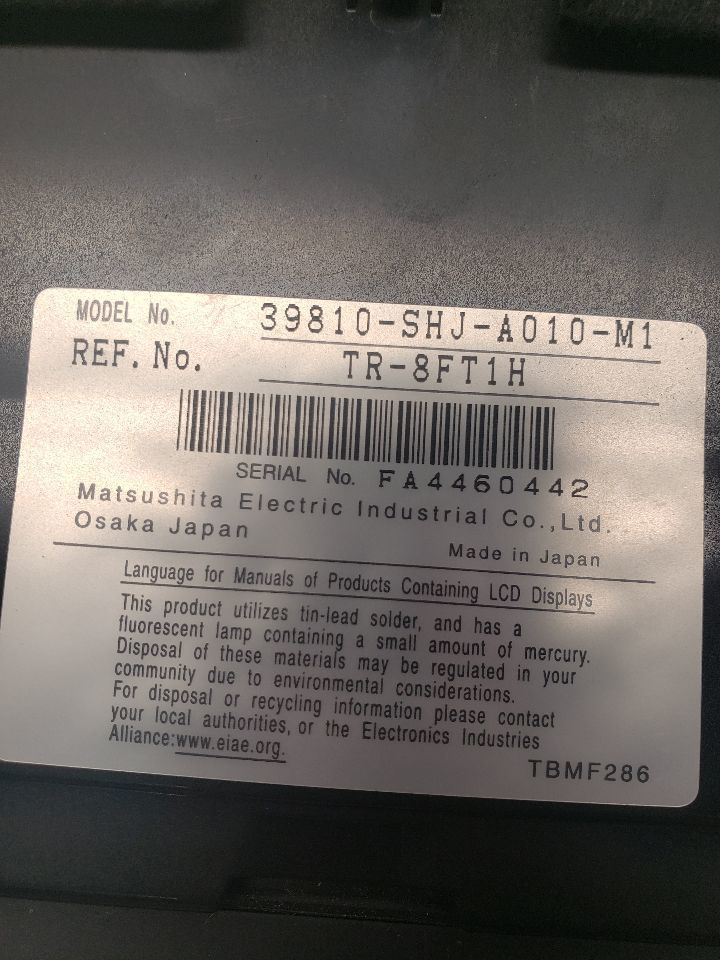 MODEL No. 39810-SHJ-A010-M1
REF. No. TR-8FT1H
SERIAL No. FA4460442
Matsushita Electric Industrial Co.,Ltd.
Osaka Japan
Made in Japan
Language for Manuals of Products Containing LCD Displays
This product utilizes tin-lead solder, and has a
fluorescent lamp containing a small amount of mercury.
Disposal of these materials may be regulated in your
community due to environmental considerations.
For disposal or recycling information please contact
your local authorities, or the Electronics Industries
Alliance:www.eiae.org.
TBMF286